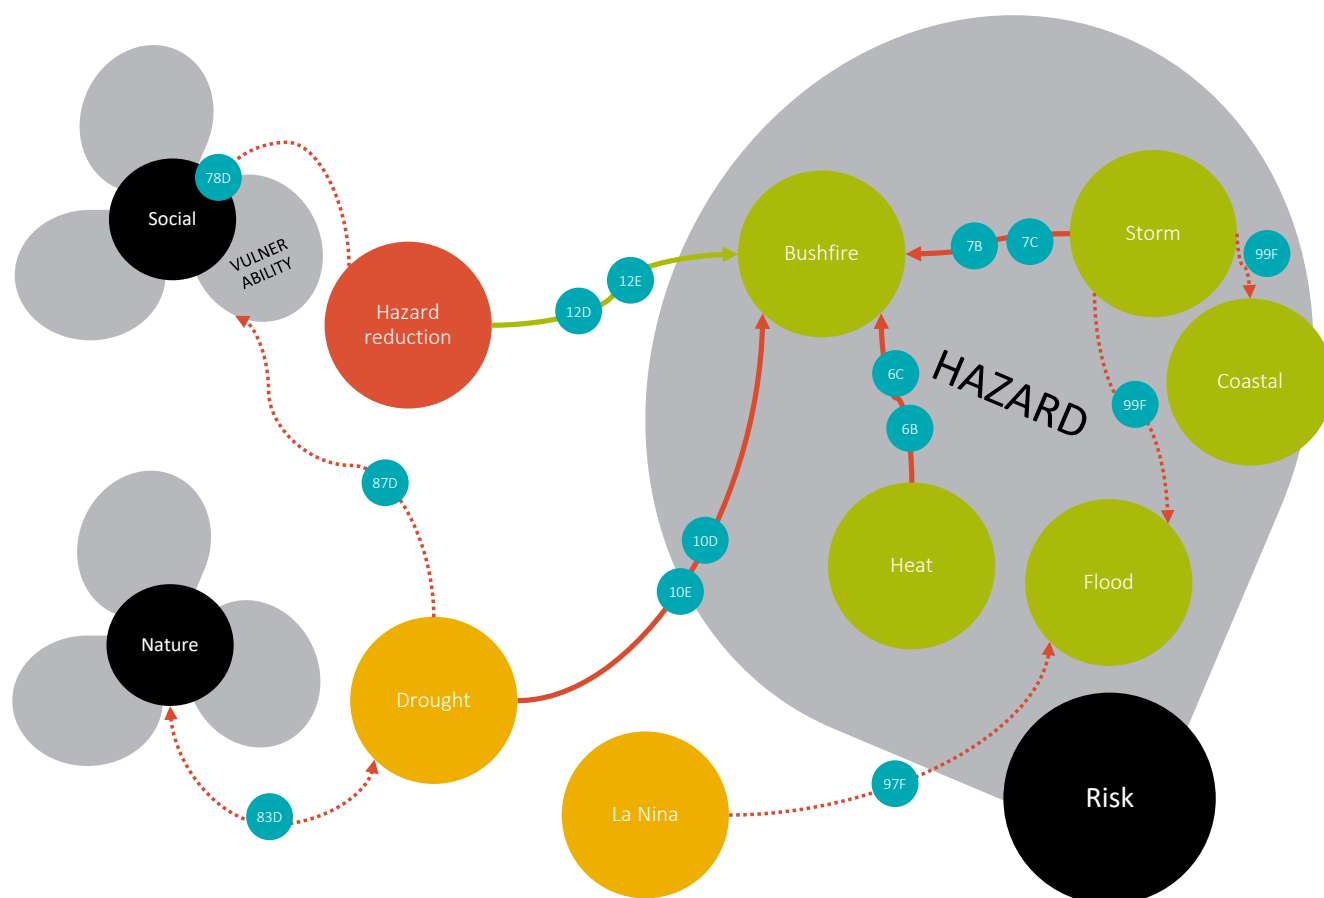 78D
Social
VULNER
ABILITY
Hazard
reduction
12D
12E
Bushfire
7B
7C
Storm
99F
Coastal
6C
6B
HAZARD
99F
87D
10D
10E
Heat
Flood
Nature
Drought
83D
La Nina
97F
Risk